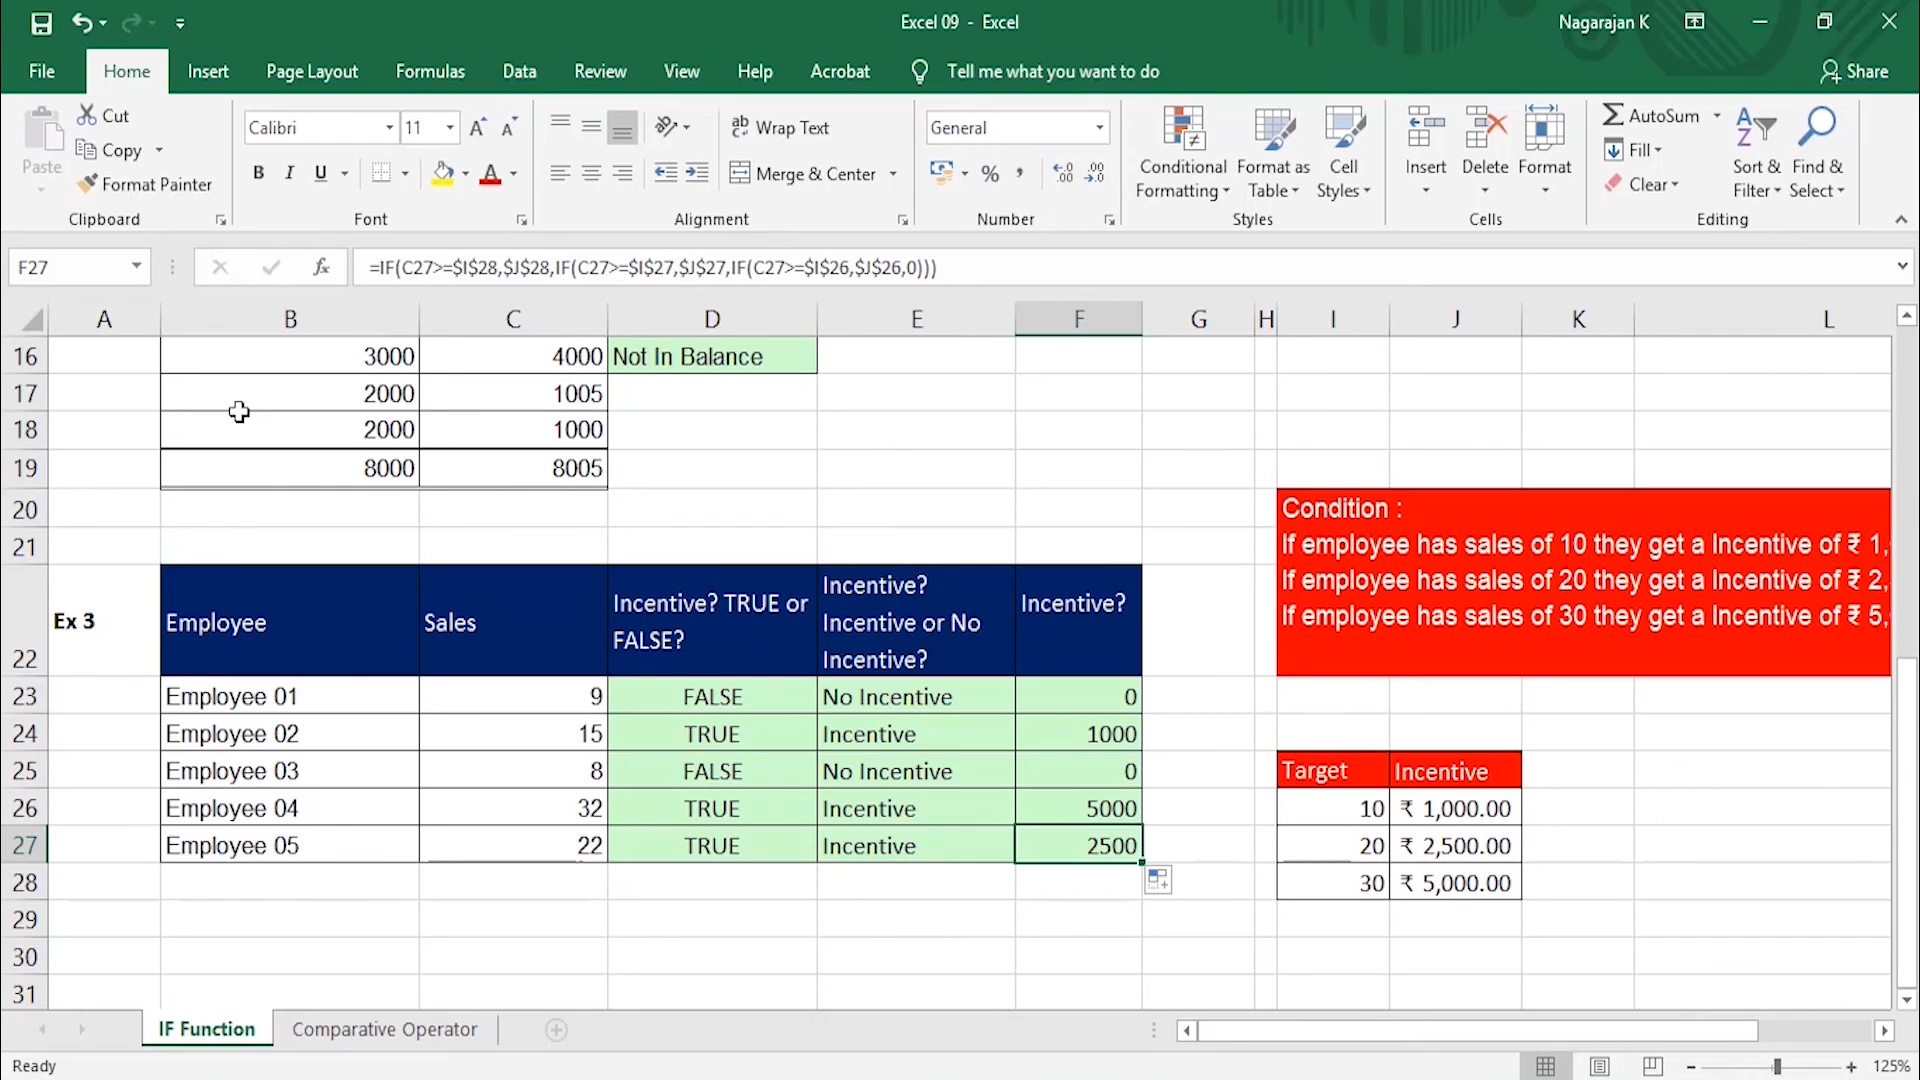 Excel 09 - Excel
Nagarajan K
File Home Insert Page Layout Formulas Data Review View Help Acrobat Tell me what you want to do Share
Paste
Cut
Copy
Format Painter
Clipboard
Calibri 11
B I U
Font
Wrap Text
Merge & Center
Alignment
General
Number
Conditional Formatting
Format as Table
Cell Styles
Styles
Insert Delete Format
Cells
AutoSum
Fill
Clear
Sort & Filter
Find & Select
Editing
F27 fx =IF(C27>=$I$28,$J$28,IF(C27>=$I$27,$J$27,IF(C27>=$I$26,$J$26,0)))
A B C D E F G H I J K L
16 3000 4000 Not In Balance
17 2000 1005
18 2000 1000
19 8000 8005
20
21
Condition :
If employee has sales of 10 they get a Incentive of ₹ 1,
If employee has sales of 20 they get a Incentive of ₹ 2,
If employee has sales of 30 they get a Incentive of ₹ 5,
22 Ex 3 Employee Sales Incentive? TRUE or FALSE? Incentive? Incentive or No Incentive? Incentive?
23 Employee 01 9 FALSE No Incentive 0
24 Employee 02 15 TRUE Incentive 1000
25 Employee 03 8 FALSE No Incentive 0 Target Incentive
26 Employee 04 32 TRUE Incentive 5000 10 ₹ 1,000.00
27 Employee 05 22 TRUE Incentive 2500 20 ₹ 2,500.00
28 30 ₹ 5,000.00
29
30
31
IF Function Comparative Operator
Ready 125%